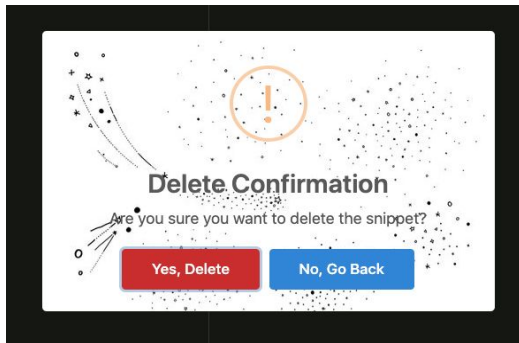 !
Delete Confirmation
Are you sure you want to delete the snippet?
Yes, Delete
No, Go Back